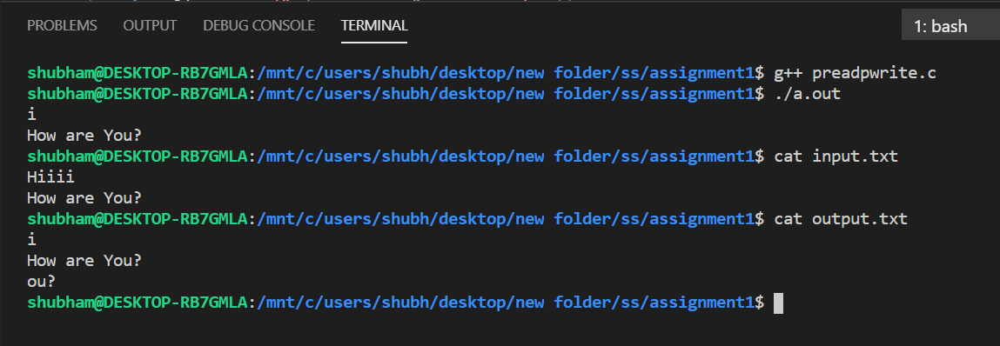 PROBLEMS OUTPUT DEBUG CONSOLE TERMINAL 1: bash
shubham@DESKTOP-RB7GMLA:/mnt/c/users/shubh/desktop/new folder/ss/assignment1$ g++ preadpwrite.c
shubham@DESKTOP-RB7GMLA:/mnt/c/users/shubh/desktop/new folder/ss/assignment1$ ./a.out
i
How are You?
shubham@DESKTOP-RB7GMLA:/mnt/c/users/shubh/desktop/new folder/ss/assignment1$ cat input.txt
Hiiii
How are You?
shubham@DESKTOP-RB7GMLA:/mnt/c/users/shubh/desktop/new folder/ss/assignment1$ cat output.txt
i
How are You?
ou?
shubham@DESKTOP-RB7GMLA:/mnt/c/users/shubh/desktop/new folder/ss/assignment1$